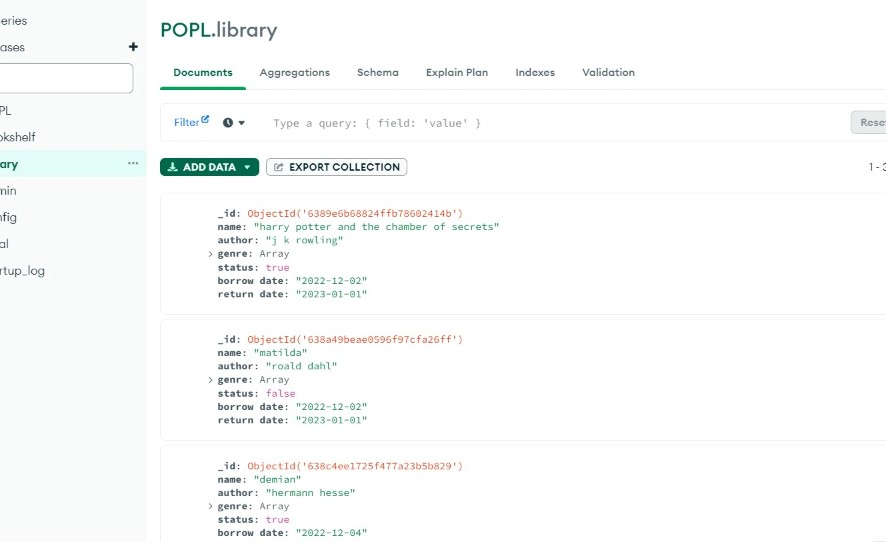 eries
ases +
PL
okshelf
ary ...
min
nfig
al
rtup_log
POPL.library
Documents Aggregations Schema Explain Plan Indexes Validation
Filter Type a query: { field: 'value' } Reset
ADD DATA EXPORT COLLECTION 1 - 3
_id: ObjectId('6389e6b68824ffb78602414b')
name: "harry potter and the chamber of secrets"
author: "j k rowling"
genre: Array
status: true
borrow date: "2022-12-02"
return date: "2023-01-01"
_id: ObjectId('638a49beae0596f97cfa26ff')
name: "matilda"
author: "roald dahl"
genre: Array
status: false
borrow date: "2022-12-02"
return date: "2023-01-01"
_id: ObjectId('638c4ee1725f477a23b5b829')
name: "demian"
author: "hermann hesse"
genre: Array
status: true
borrow date: "2022-12-04"